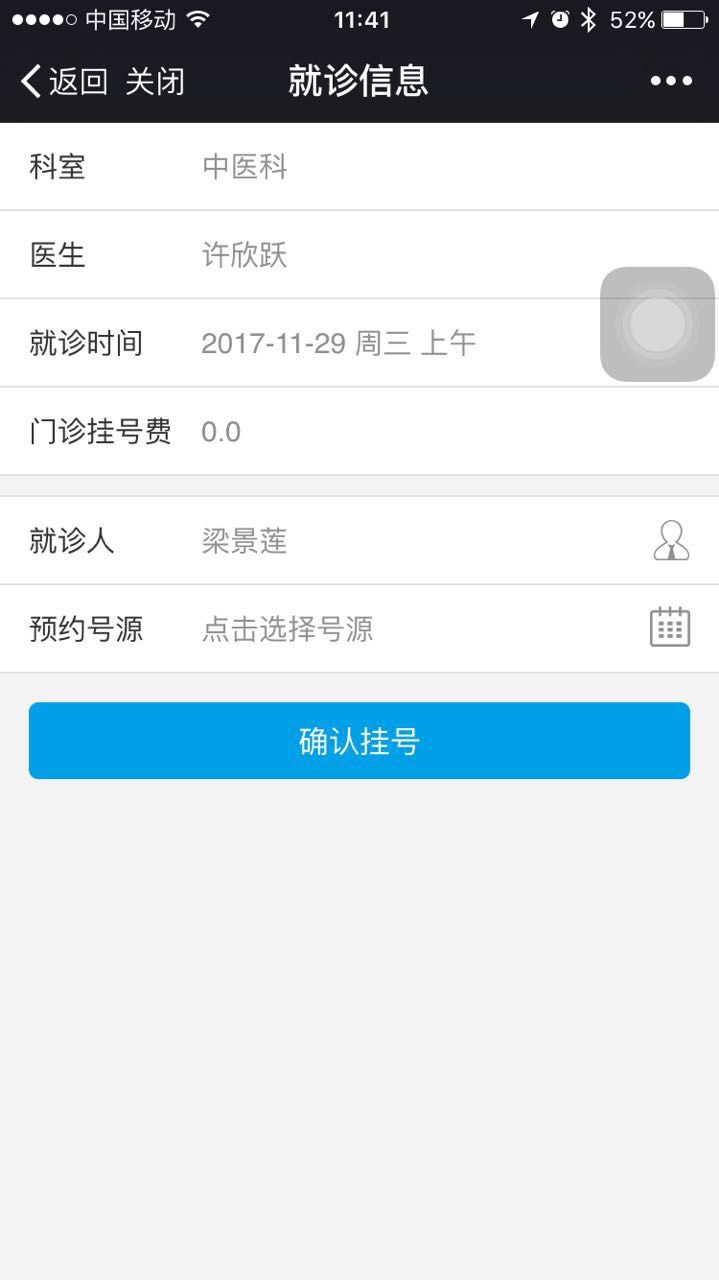 中国移动 11:41 52%
返回 关闭 就诊信息
科室 中医科
医生 许欣跃
就诊时间 2017-11-29 周三 上午
门诊挂号费 0.0
就诊人 梁景莲
预约号源 点击选择号源
确认挂号